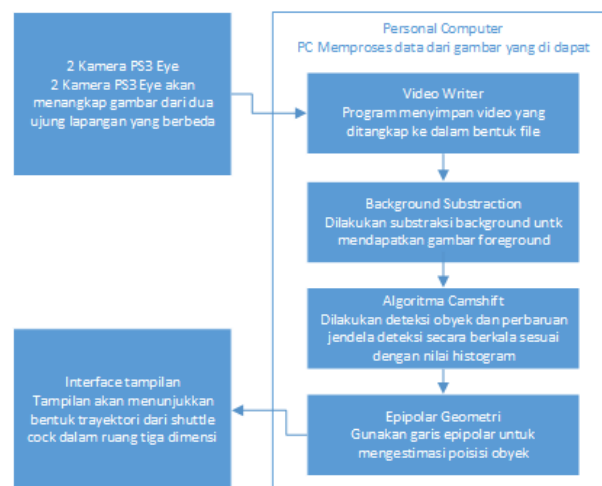 Personal Computer
PC Memproses data dari gambar yang di dapat
2 Kamera PS3 Eye
2 Kamera PS3 Eye akan
menangkap gambar dari dua
ujung lapangan yang berbeda
Video Writer
Program menyimpan video yang
ditangkap ke dalam bentuk file
Background Substraction
Dilakukan substraksi background untk
mendapatkan gambar foreground
Algoritma Camshift
Dilakukan deteksi obyek dan perbaruan
jendela deteksi secara berkala sesuai
dengan nilai histogram
Epipolar Geometri
Gunakan garis epipolar untuk
mengestimasi poisisi obyek
Interface tampilan
Tampilan akan menunjukkan
bentuk trayektori dari shuttle
cock dalam ruang tiga dimensi